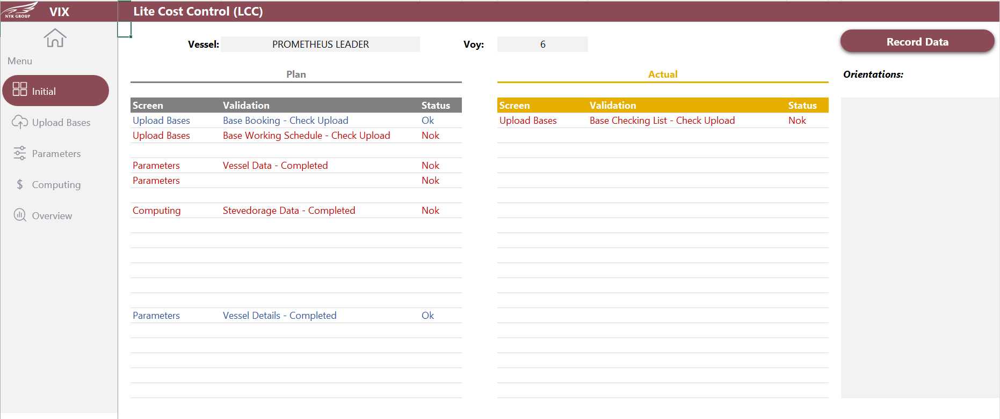 NYK GROUP
VIX
Lite Cost Control (LCC)
Menu
Initial
Upload Bases
Parameters
$ Computing
Overview
Vessel: PROMETHEUS LEADER Voy: 6
Record Data
Plan
Screen Validation Status
Upload Bases Base Booking - Check Upload Ok
Upload Bases Base Working Schedule - Check Upload Nok
Parameters Vessel Data - Completed Nok
Parameters Nok
Computing Stevedorage Data - Completed Nok
Parameters Vessel Details - Completed Ok
Actual
Screen Validation Status
Upload Bases Base Checking List - Check Upload Nok
Orientations: